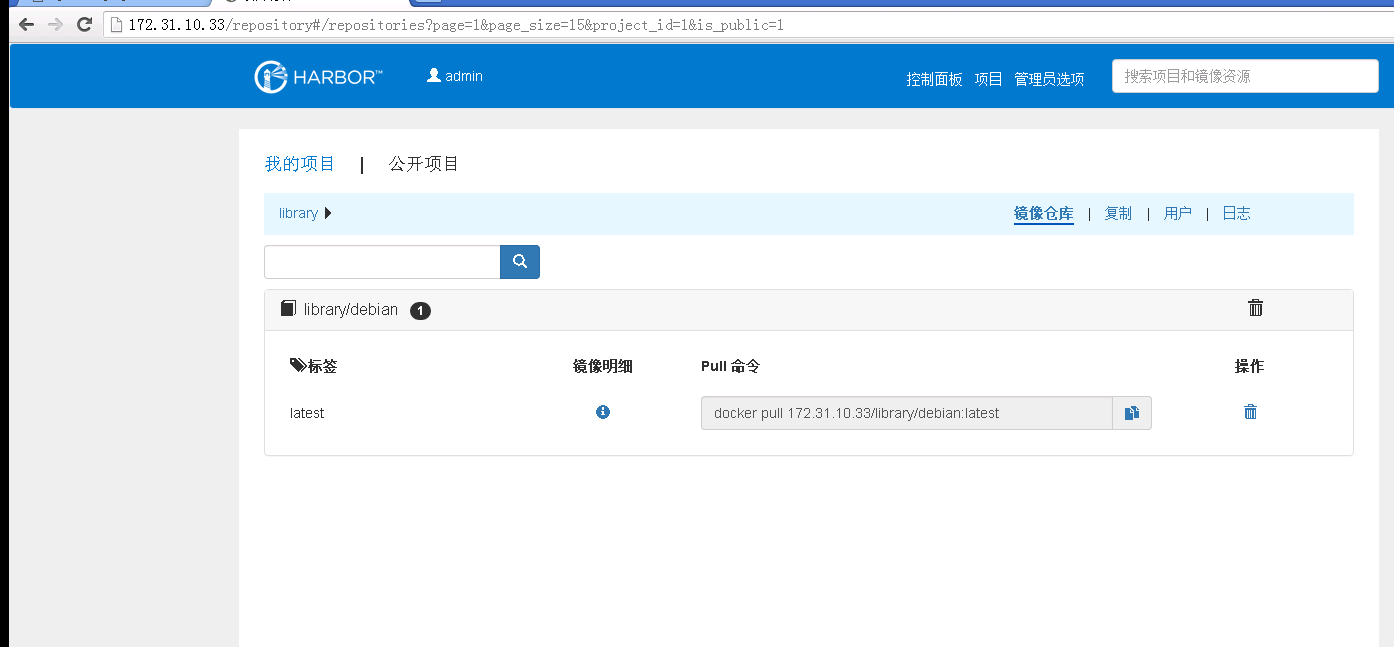 172.31.10.33/repository#/repositories?page=1&page_size=15&project_id=1&is_public=1
HARBOR™ admin 控制面板 项目 管理员选项 搜索项目和镜像资源
我的项目 | 公开项目
library 镜像仓库 | 复制 | 用户 | 日志
library/debian 1
标签 镜像明细 Pull 命令 操作
latest docker pull 172.31.10.33/library/debian:latest